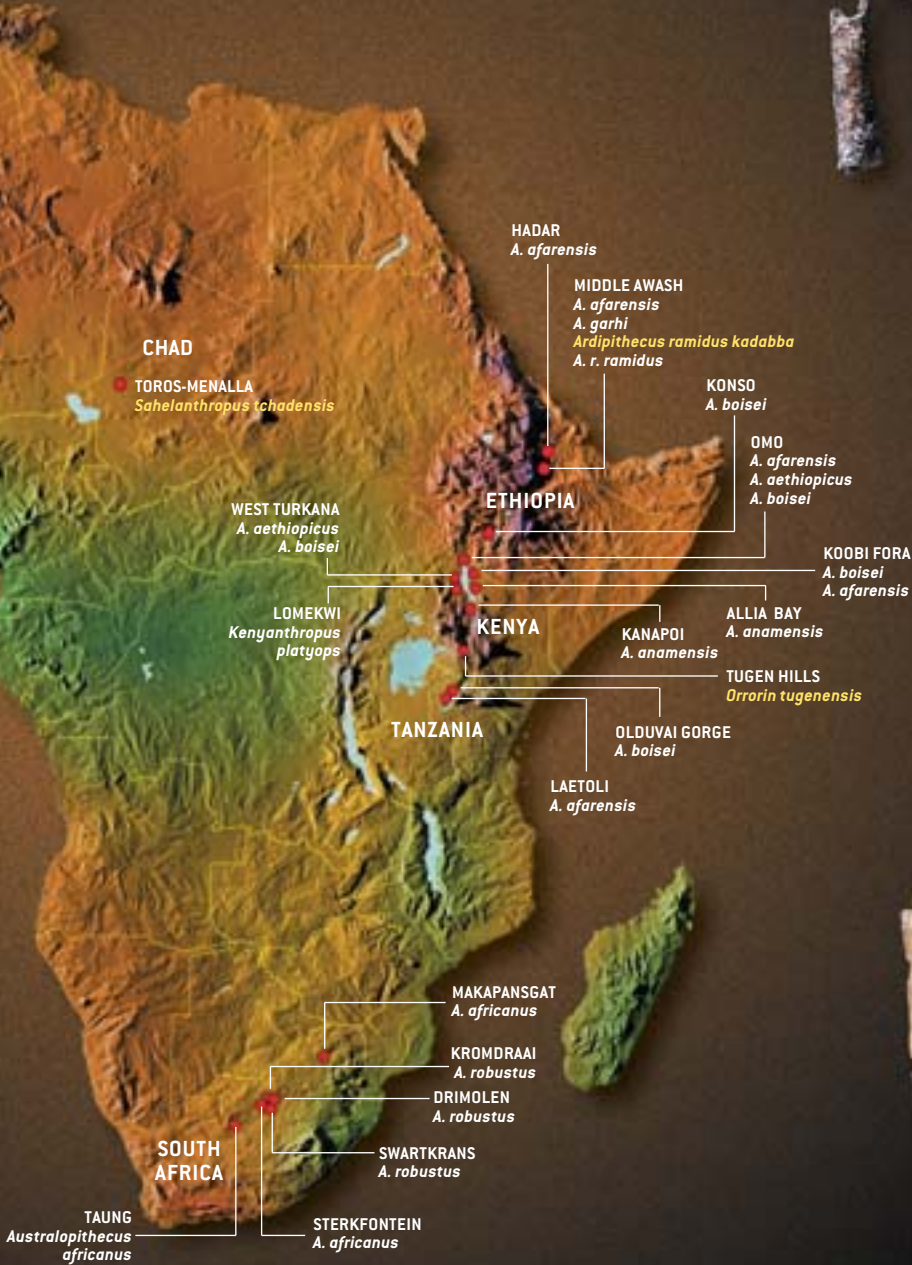 HADAR
A. afarensis
MIDDLE AWASH
A. afarensis
A. garhi
Ardipithecus ramidus kadabba
A. r. ramidus
CHAD
TOROS-MENALLA
Sahelanthropus tchadensis
KONSO
A. boisei
OMO
A. afarensis
A. aethiopicus
A. boisei
ETHIOPIA
WEST TURKANA
A. aethiopicus
A. boisei
KOOBI FORA
A. boisei
A. afarensis
LOMEKWI
Kenyanthropus
platyops
KENYA
KANAPOI
A. anamensis
ALLIA BAY
A. anamensis
TUGEN HILLS
Orrorin tugenensis
TANZANIA
OLDUVAI GORGE
A. boisei
LAETOLI
A. afarensis
MAKAPANSGAT
A. africanus
KROMDRAAI
A. robustus
DRIMOLEN
A. robustus
SOUTH
AFRICA
SWARTKRANS
A. robustus
TAUNG
Australopithecus
africanus
STERKFONTEIN
A. africanus